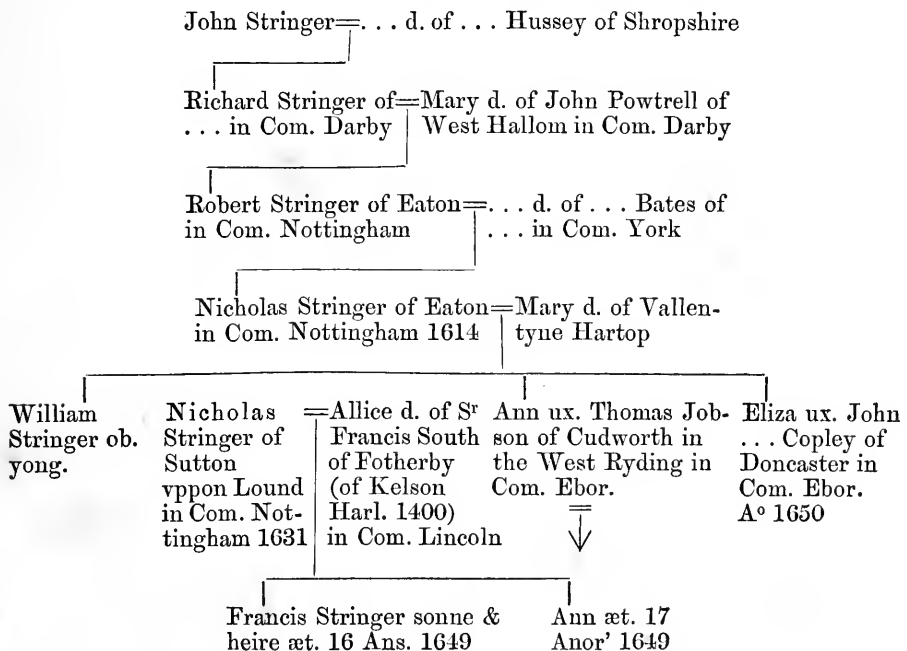 John Stringer=. . . d. of . . . Hussey of Shropshire
Richard Stringer of=Mary d. of John Powtrell of
. . . in Com. Darby West Hallom in Com. Darby
Robert Stringer of Eaton=. . . d. of . . . Bates of
in Com. Nottingham . . . in Com. York
Nicholas Stringer of Eaton=Mary d. of Vallen-
in Com. Nottingham 1614 tyne Hartop
William
Stringer ob.
yong.
Nicholas
Stringer of
Sutton
vppon Lound
in Com. Not-
tingham 1631
=Allice d. of Sʳ
Francis South
of Fotherby
(of Kelson
Harl. 1400)
in Com. Lincoln
Ann ux. Thomas Job-
son of Cudworth in
the West Ryding in
Com. Ebor.
=
Eliza ux. John
. . . Copley of
Doncaster in
Com. Ebor.
Aº 1650
Francis Stringer sonne &
heire æt. 16 Ans. 1649
Ann æt. 17
Anor' 1649